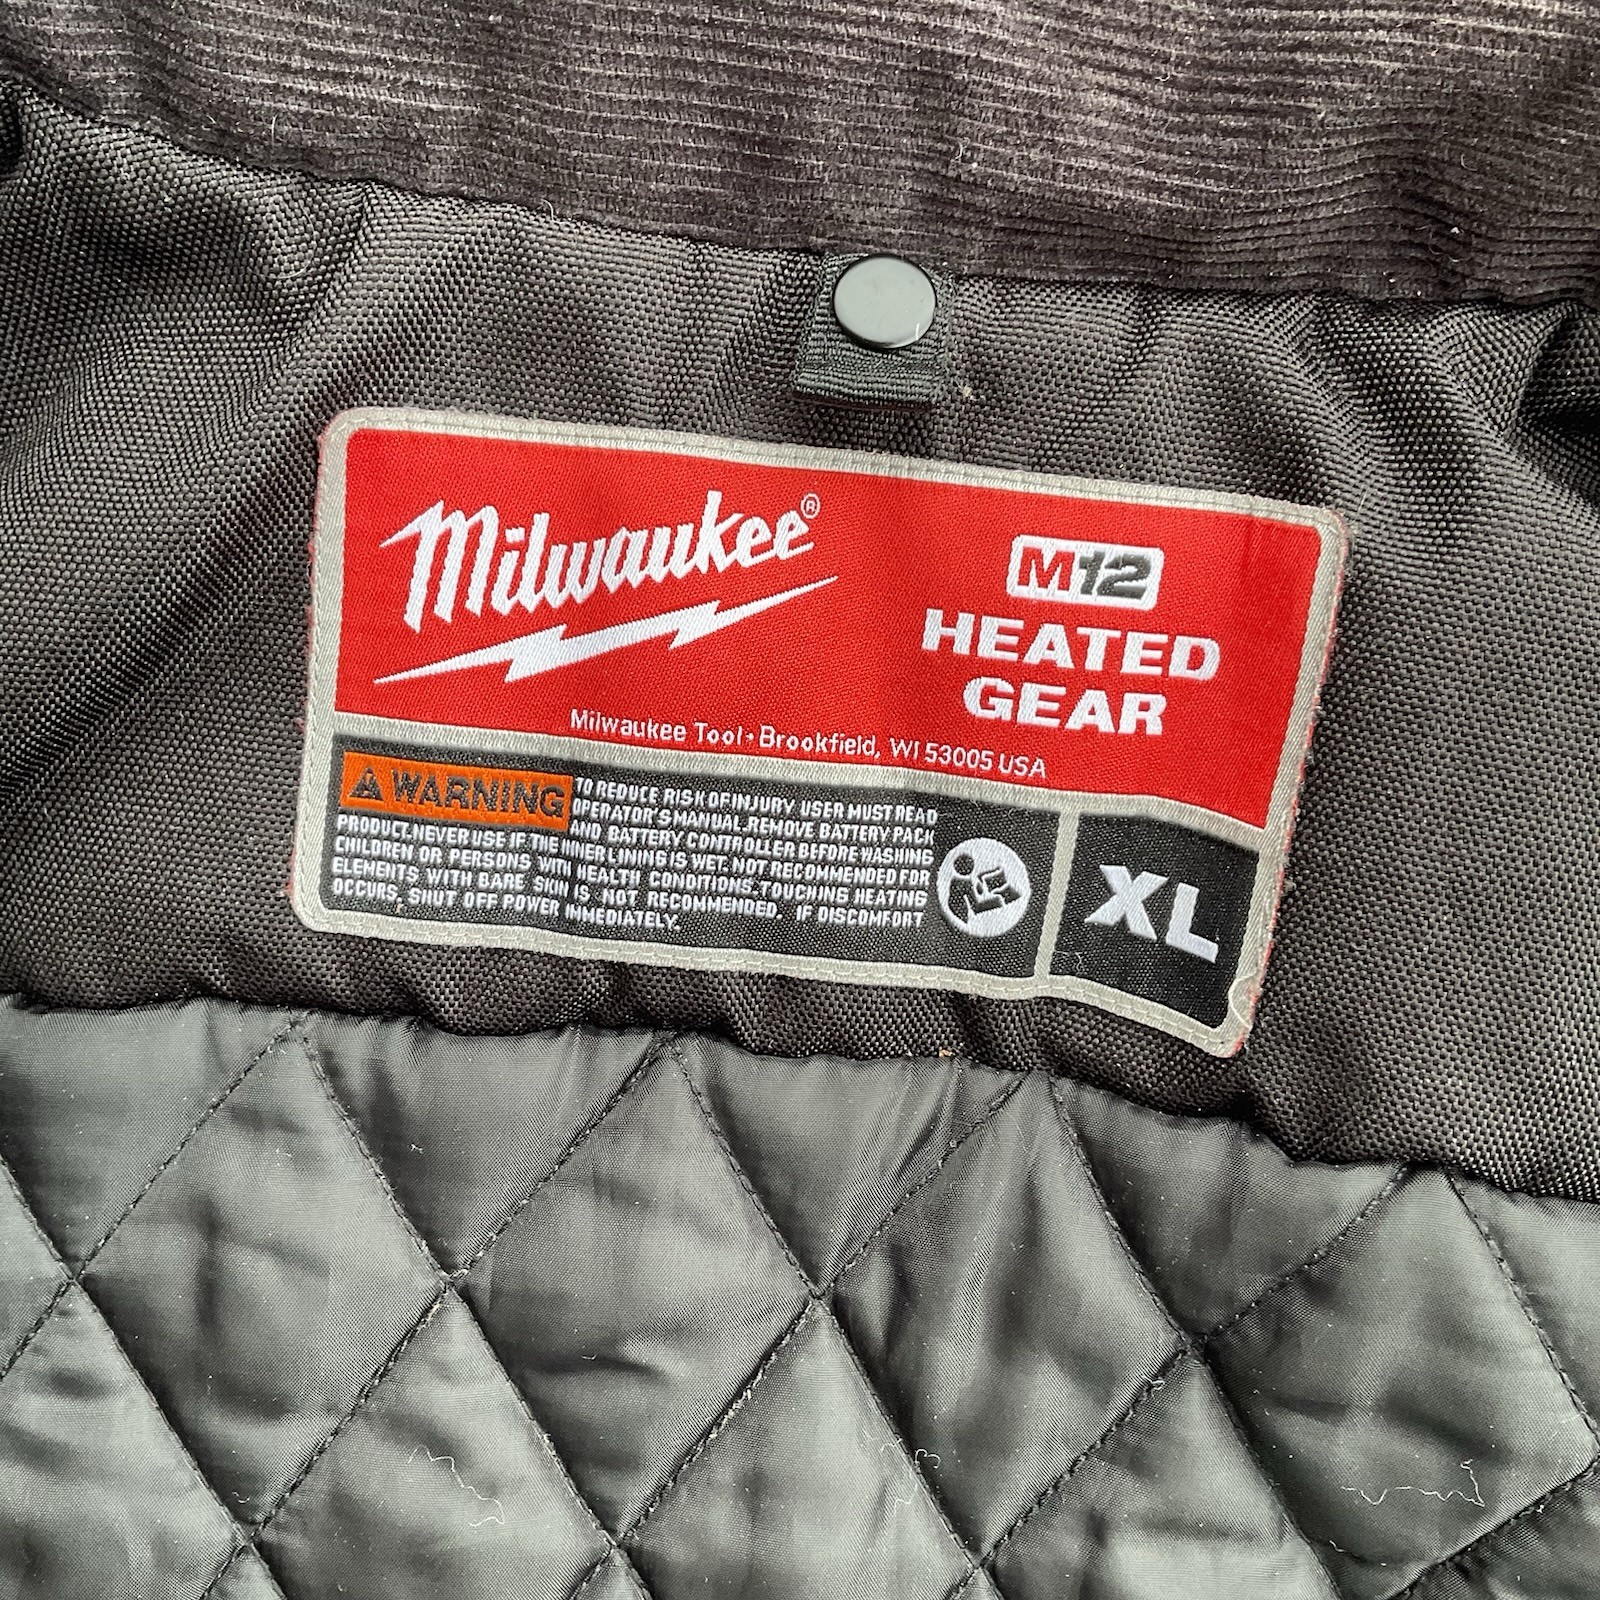 Milwaukee®
M12
HEATED
GEAR
Milwaukee Tool • Brookfield, WI 53005 USA
WARNING
TO REDUCE RISK OF INJURY USER MUST READ
OPERATOR'S MANUAL. REMOVE BATTERY PACK
AND BATTERY CONTROLLER BEFORE WASHING
PRODUCT. NEVER USE IF THE INNER LINING IS WET. NOT RECOMMENDED FOR
CHILDREN OR PERSONS WITH HEALTH CONDITIONS. TOUCHING HEATING
ELEMENTS WITH BARE SKIN IS NOT RECOMMENDED. IF DISCOMFORT
OCCURS, SHUT OFF POWER IMMEDIATELY.
XL